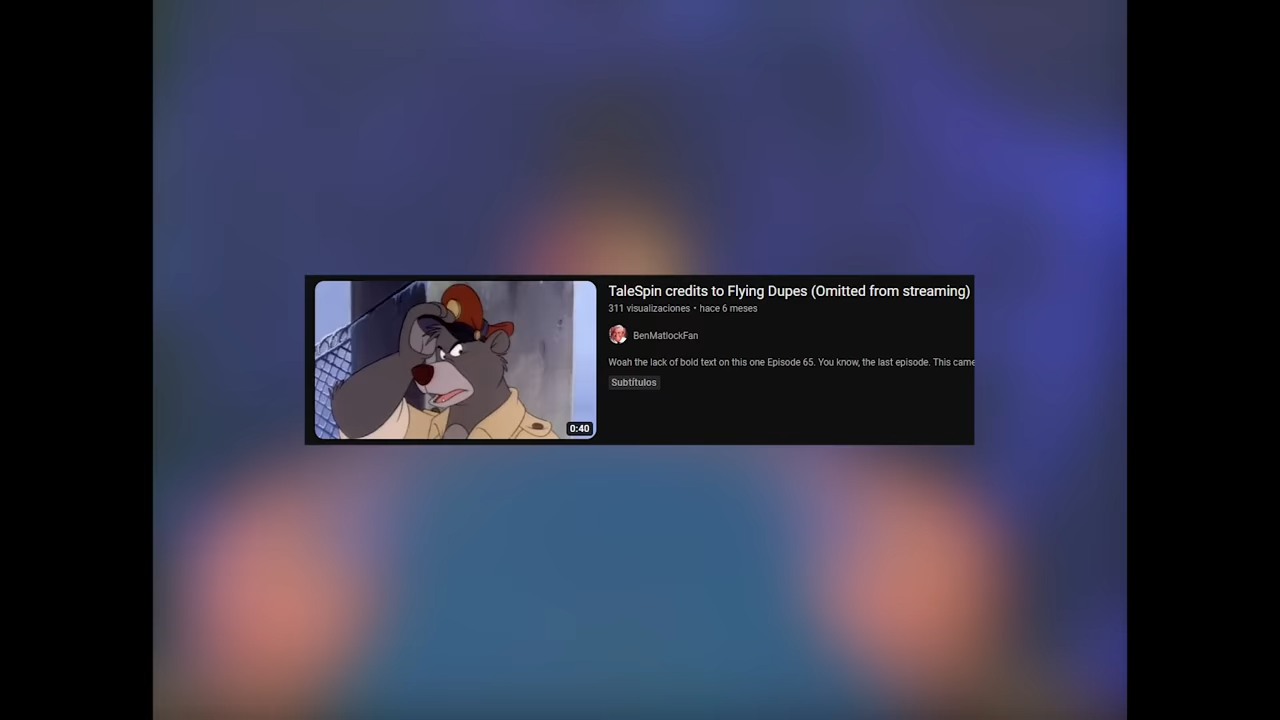 TaleSpin credits to Flying Dupes (Omitted from streaming)
311 visualizaciones • hace 6 meses
BenMatlockFan
Woah the lack of bold text on this one Episode 65. You know, the last episode. This came
Subtítulos
0:40